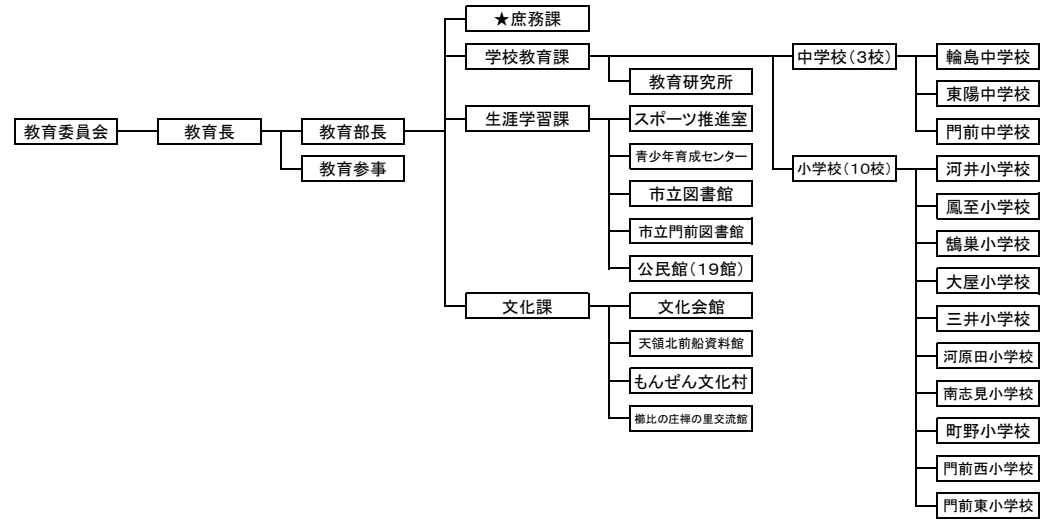 ★庶務課
学校教育課
中学校（3校）
輪島中学校
教育研究所
東陽中学校
教育委員会
教育長
教育部長
生涯学習課
スポーツ推進室
門前中学校
教育参事
青少年育成センター
小学校（10校）
河井小学校
市立図書館
鳳至小学校
市立門前図書館
鵠巣小学校
公民館（19館）
大屋小学校
文化課
文化会館
三井小学校
天領北前船資料館
河原田小学校
もんぜん文化村
南志見小学校
櫛比の庄禅の里交流館
町野小学校
門前西小学校
門前東小学校